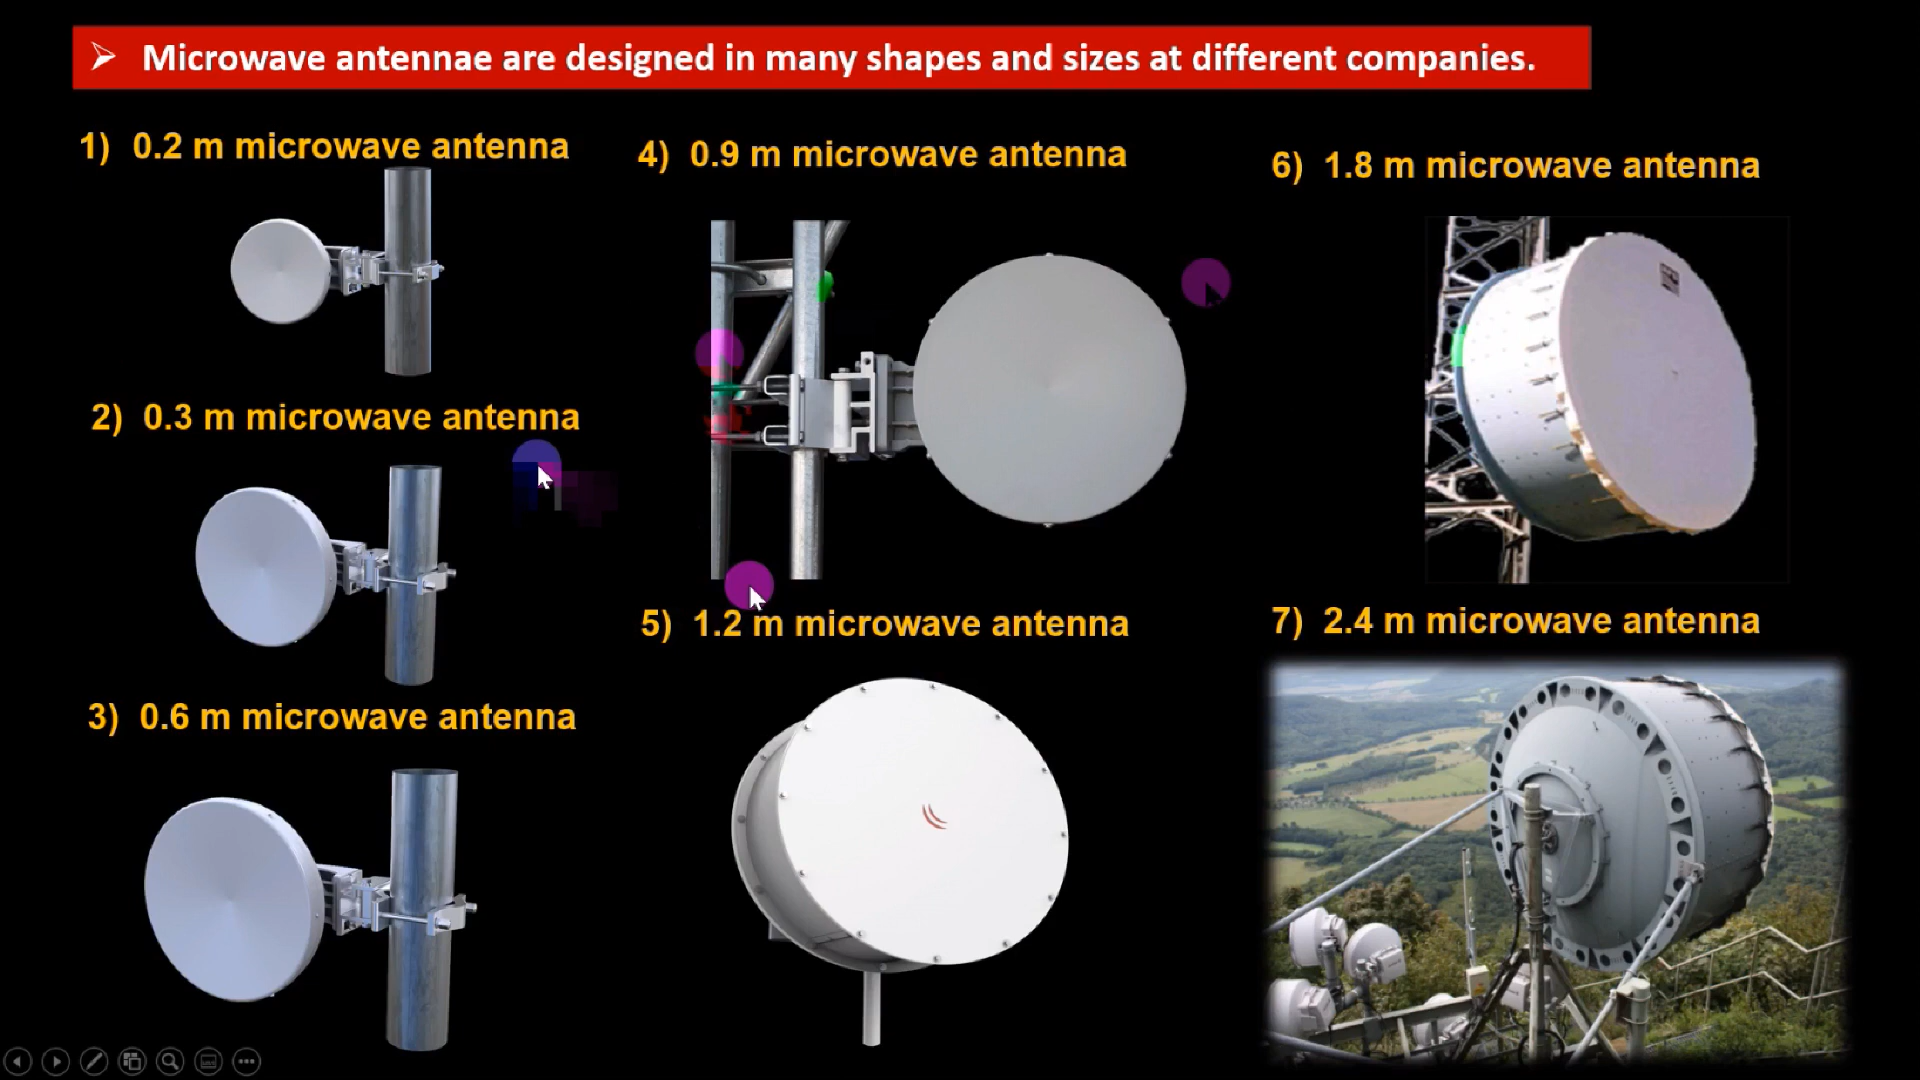 Microwave antennae are designed in many shapes and sizes at different companies.
1) 0.2 m microwave antenna
2) 0.3 m microwave antenna
3) 0.6 m microwave antenna
4) 0.9 m microwave antenna
5) 1.2 m microwave antenna
6) 1.8 m microwave antenna
7) 2.4 m microwave antenna